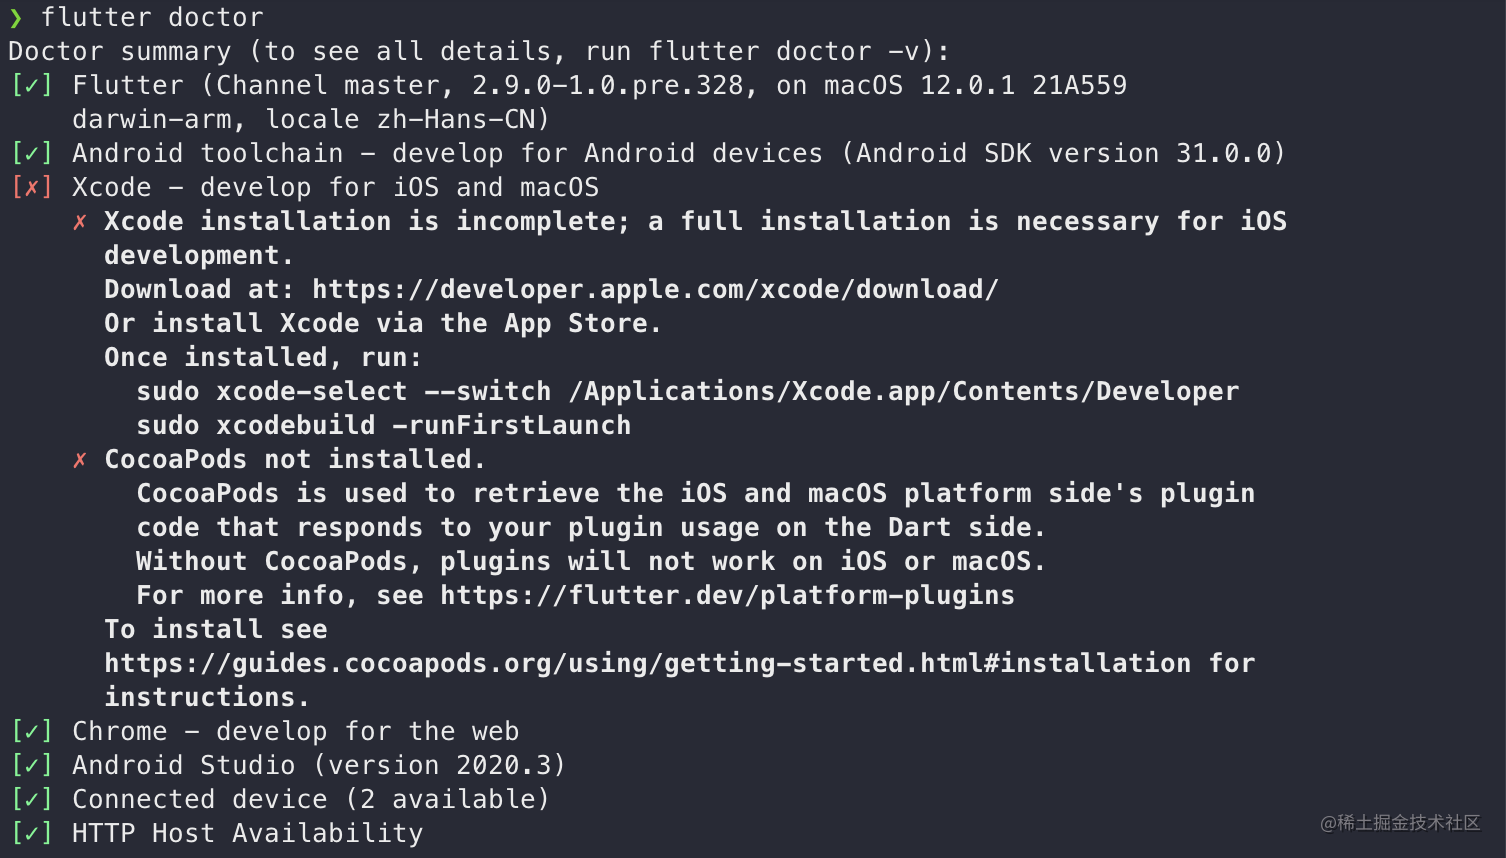 ❯ flutter doctor
Doctor summary (to see all details, run flutter doctor -v):
[✓] Flutter (Channel master, 2.9.0-1.0.pre.328, on macOS 12.0.1 21A559
darwin-arm, locale zh-Hans-CN)
[✓] Android toolchain - develop for Android devices (Android SDK version 31.0.0)
[✗] Xcode - develop for iOS and macOS
✗ Xcode installation is incomplete; a full installation is necessary for iOS
development.
Download at: https://developer.apple.com/xcode/download/
Or install Xcode via the App Store.
Once installed, run:
sudo xcode-select --switch /Applications/Xcode.app/Contents/Developer
sudo xcodebuild -runFirstLaunch
✗ CocoaPods not installed.
CocoaPods is used to retrieve the iOS and macOS platform side's plugin
code that responds to your plugin usage on the Dart side.
Without CocoaPods, plugins will not work on iOS or macOS.
For more info, see https://flutter.dev/platform-plugins
To install see
https://guides.cocoapods.org/using/getting-started.html#installation for
instructions.
[✓] Chrome - develop for the web
[✓] Android Studio (version 2020.3)
[✓] Connected device (2 available)
[✓] HTTP Host Availability
@稀土掘金技术社区